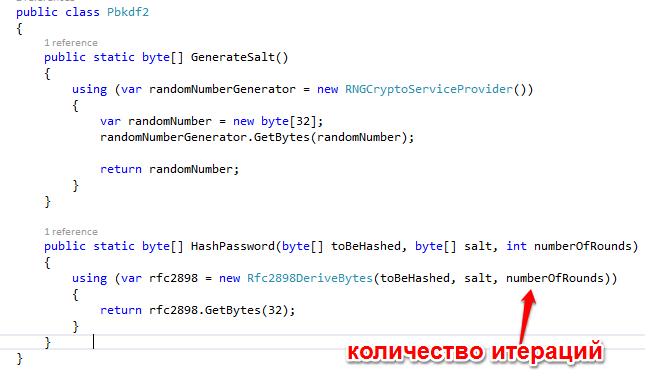 public class Pbkdf2
{
1 reference
public static byte[] GenerateSalt()
{
using (var randomNumberGenerator = new RNGCryptoServiceProvider())
{
var randomNumber = new byte[32];
randomNumberGenerator.GetBytes(randomNumber);
return randomNumber;
}
}
1 reference
public static byte[] HashPassword(byte[] toBeHashed, byte[] salt, int numberOfRounds)
{
using (var rfc2898 = new Rfc2898DeriveBytes(toBeHashed, salt, numberOfRounds))
{
return rfc2898.GetBytes(32);
}
}
количество итераций
}